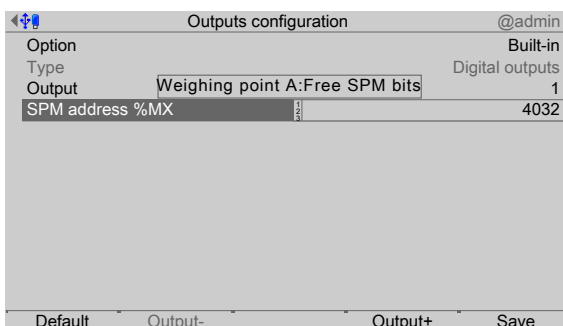 Outputs configuration @admin
Option Built-in
Type Digital outputs
Output Weighing point A:Free SPM bits 1
SPM address %MX 123 4032
Default Output- Output+ Save